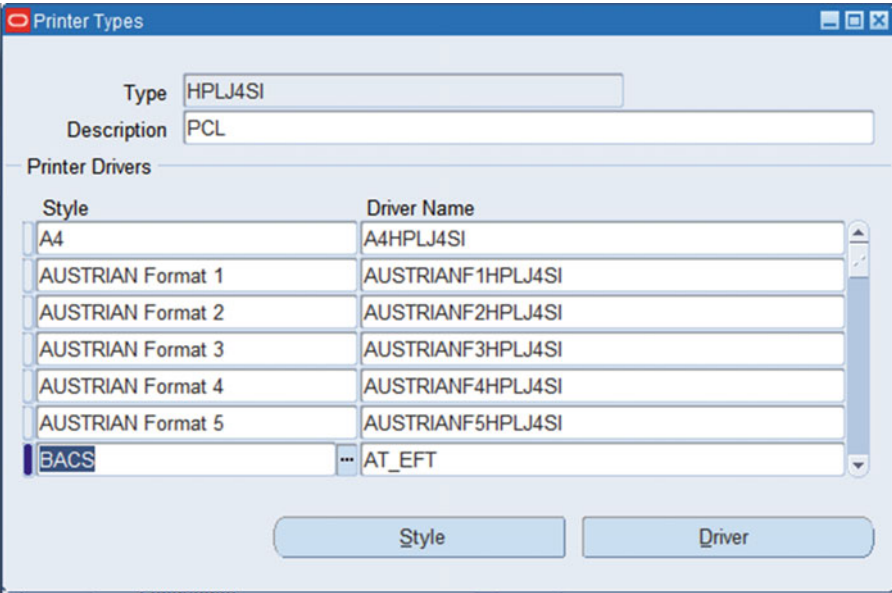 Printer Types
Type HPLJ4SI
Description PCL
Printer Drivers
Style Driver Name
A4 A4HPLJ4SI
AUSTRIAN Format 1 AUSTRIANF1HPLJ4SI
AUSTRIAN Format 2 AUSTRIANF2HPLJ4SI
AUSTRIAN Format 3 AUSTRIANF3HPLJ4SI
AUSTRIAN Format 4 AUSTRIANF4HPLJ4SI
AUSTRIAN Format 5 AUSTRIANF5HPLJ4SI
BACS ... AT_EFT
Style Driver